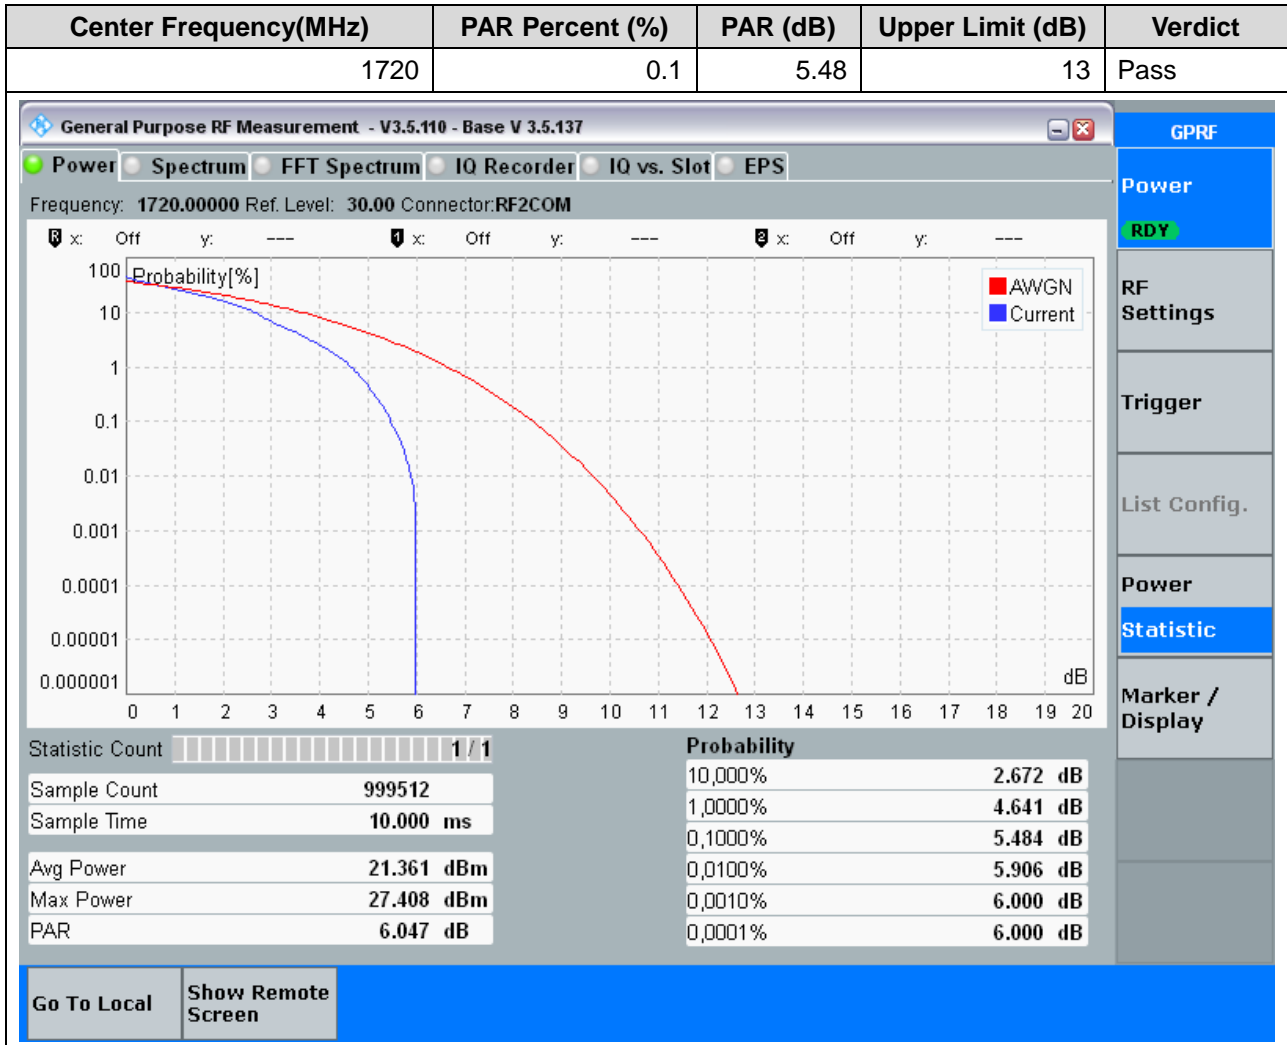 Center Frequency(MHz) PAR Percent (%) PAR (dB) Upper Limit (dB) Verdict
1720 0.1 5.48 13 Pass
General Purpose RF Measurement - V3.5.110 - Base V 3.5.137
GPRF
Power Spectrum FFT Spectrum IQ Recorder IQ vs. Slot EPS
Frequency: 1720.00000 Ref. Level: 30.00 Connector:RF2COM
R x: Off y: --- 1 x: Off y: --- 2 x: Off y: ---
Probability[%]
AWGN
Current
100
10
1
0.1
0.01
0.001
0.0001
0.00001
0.000001
dB
0 1 2 3 4 5 6 7 8 9 10 11 12 13 14 15 16 17 18 19 20
Statistic Count 1 / 1
Sample Count 999512
Sample Time 10.000 ms
Avg Power 21.361 dBm
Max Power 27.408 dBm
PAR 6.047 dB
Probability
10,000% 2.672 dB
1,0000% 4.641 dB
0,1000% 5.484 dB
0,0100% 5.906 dB
0,0010% 6.000 dB
0,0001% 6.000 dB
Power
RDY
RF
Settings
Trigger
List Config.
Power
Statistic
Marker /
Display
Go To Local
Show Remote
Screen